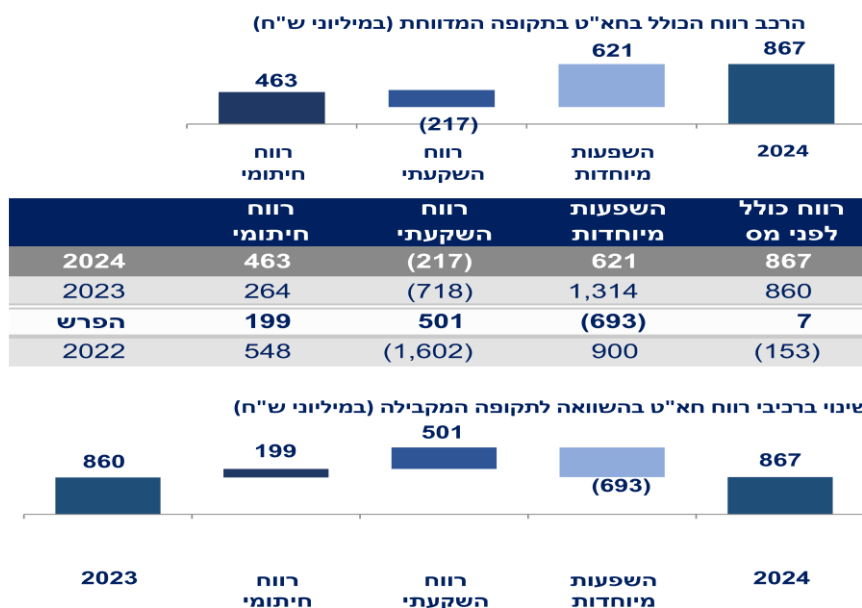 הרכב רווח הכולל בחא"ט בתקופה המדווחת (במיליוני ש"ח)
463 (217) 621 867
רווח חיתומי
רווח השקעתי
השפעות מיוחדות
2024
רווח חיתומי רווח השקעתי השפעות מיוחדות רווח כולל לפני מס
2024 463 (217) 621 867
2023 264 (718) 1,314 860
הפרש 199 501 (693) 7
2022 548 (1,602) 900 (153)
שינוי ברכיבי רווח חא"ט בהשוואה לתקופה המקבילה (במיליוני ש"ח)
860 199 501 (693) 867
2023
רווח חיתומי
רווח השקעתי
השפעות מיוחדות
2024